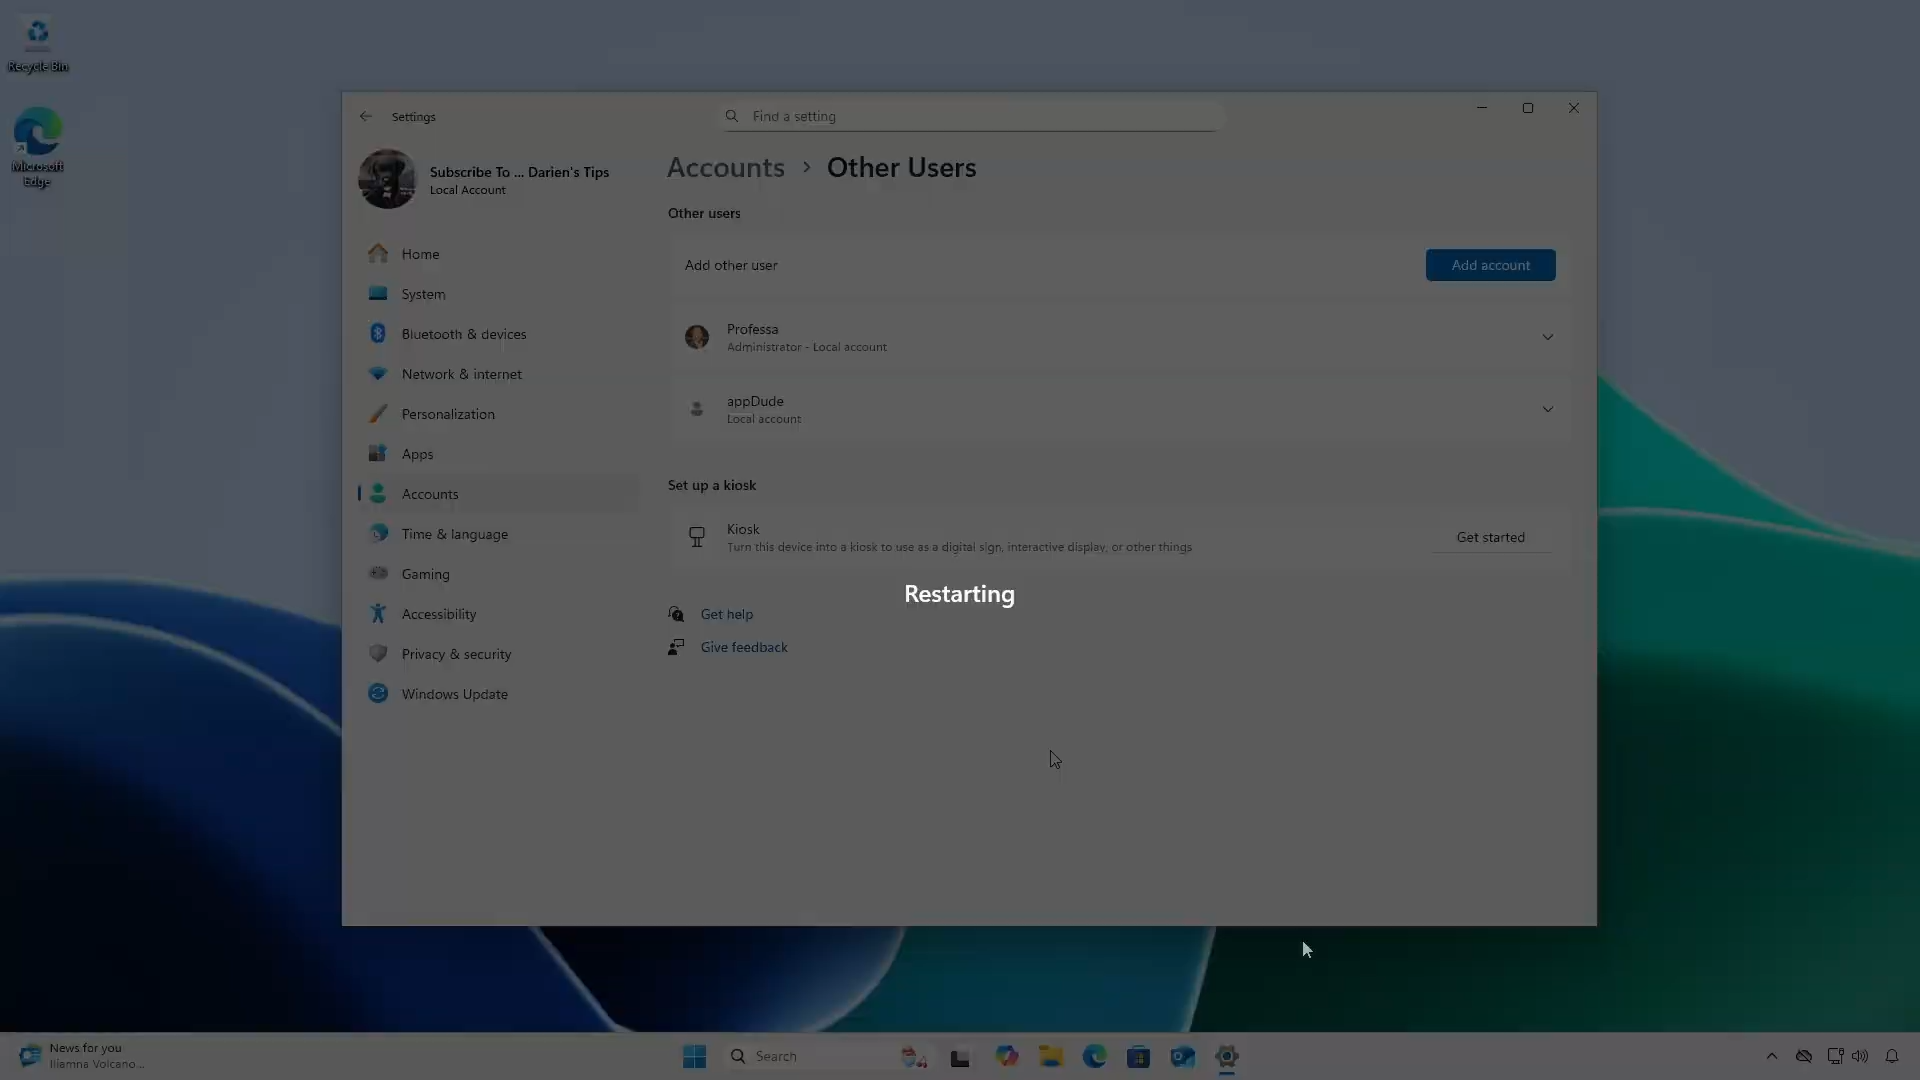 Recycle Bin
Microsoft
Edge
Settings
Find a setting
Subscribe To ... Darien's Tips
Local Account
Home
System
Bluetooth & devices
Network & internet
Personalization
Apps
Accounts
Time & language
Gaming
Accessibility
Privacy & security
Windows Update
Accounts > Other Users
Other users
Add other user
Add account
Professa
Administrator - Local account
appDude
Local account
Set up a kiosk
Kiosk
Turn this device into a kiosk to use as a digital sign, interactive display, or other things
Get started
Restarting
Get help
Give feedback
News for you
Iliamna Volcano...
Search